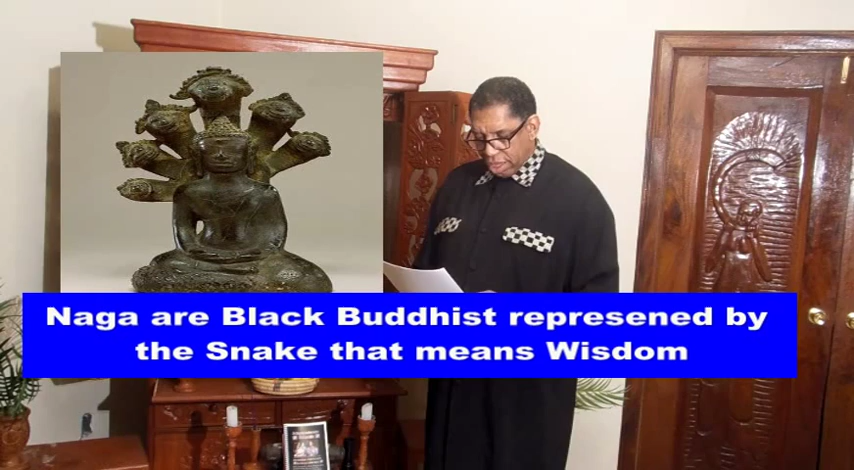 Naga are Black Buddhist represened by
the Snake that means Wisdom